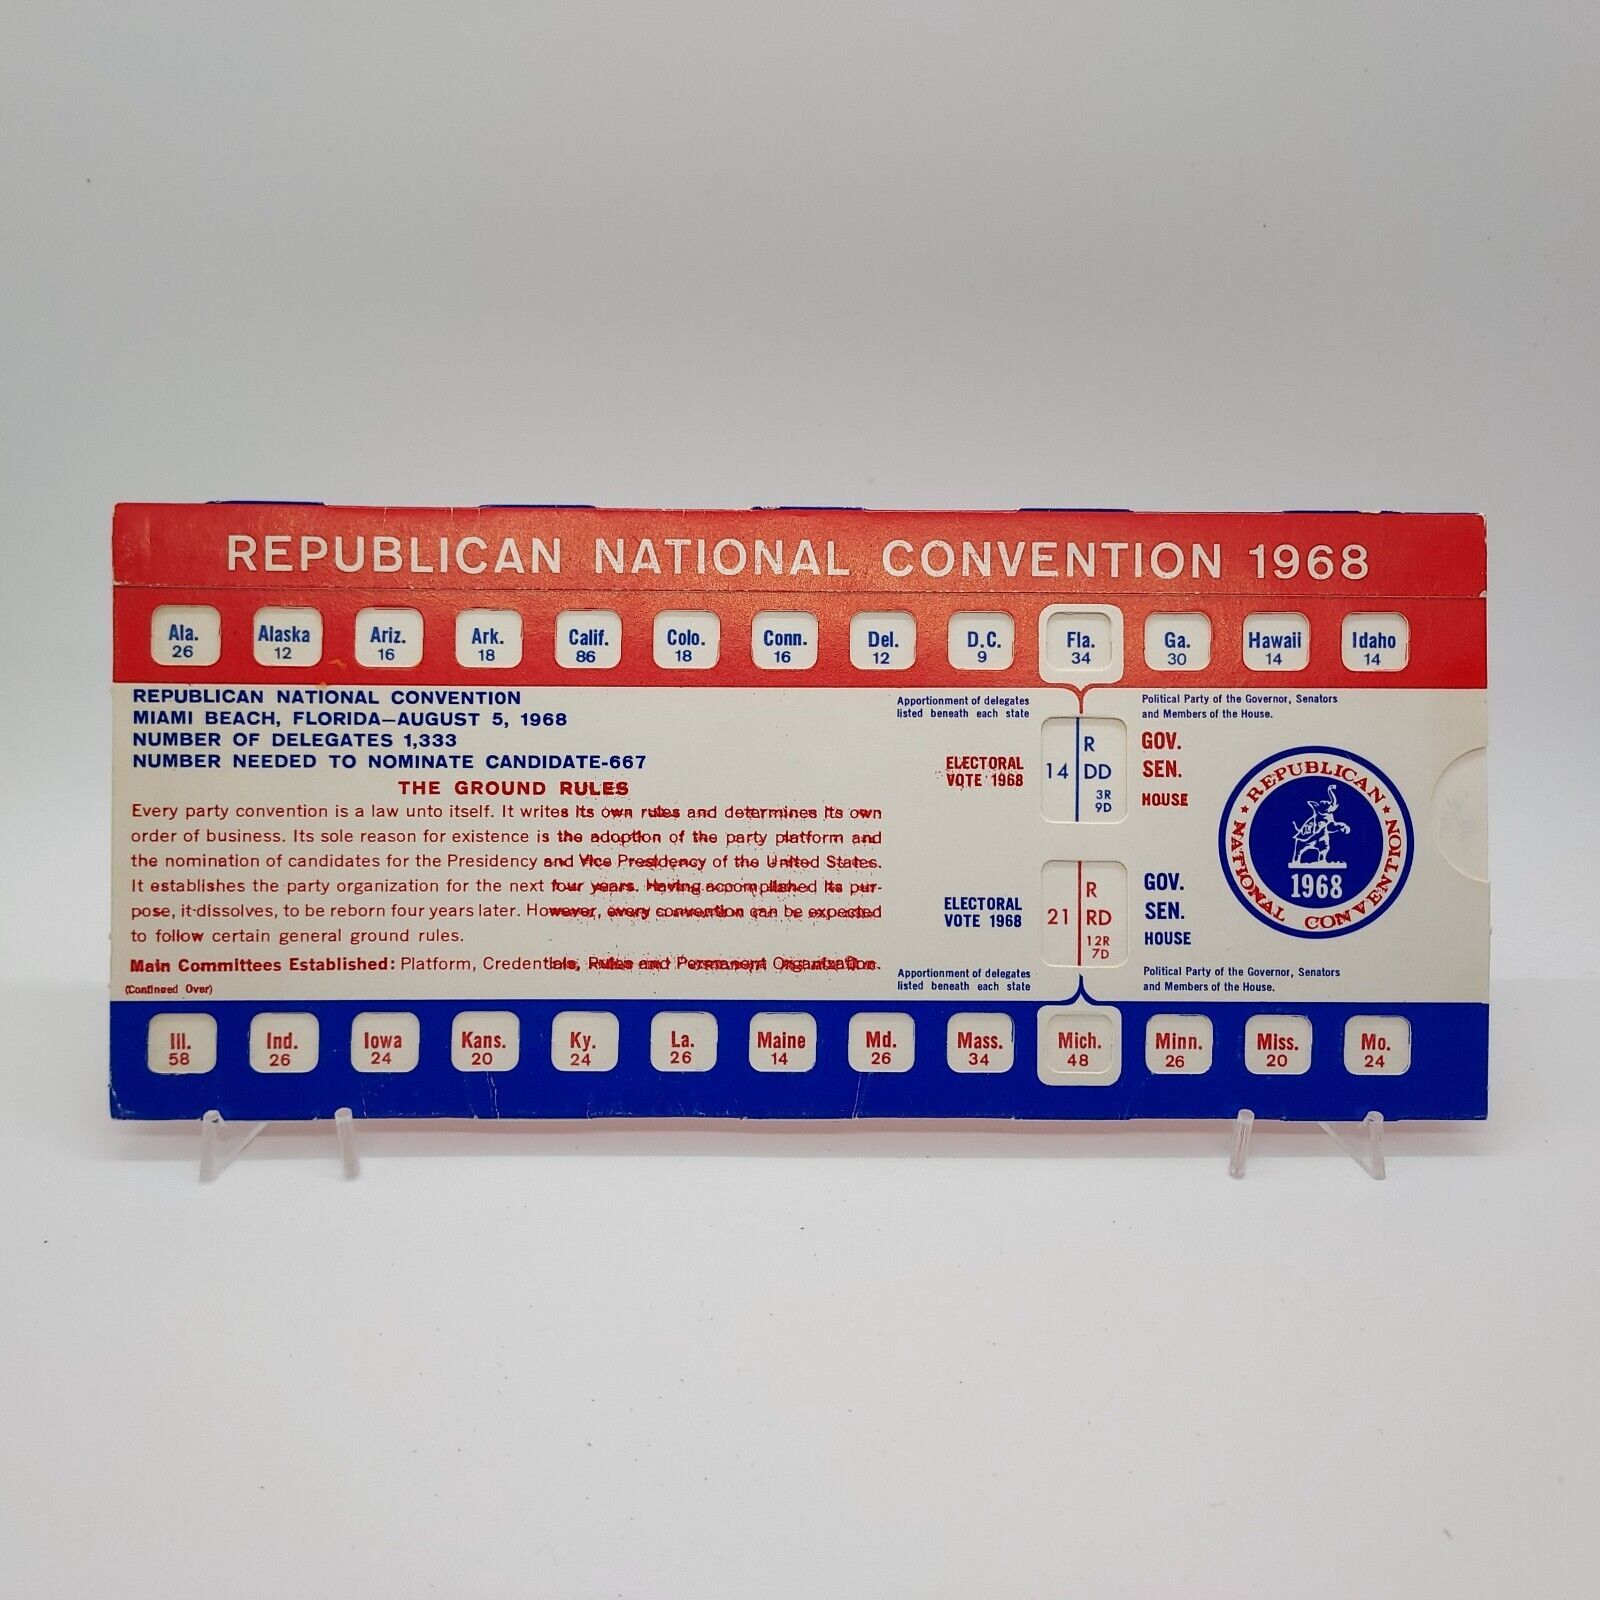 REPUBLICAN NATIONAL CONVENTION 1968
Ala. Alaska Ariz. Ark. Calif. Colo. Conn. Del. D.C. Fla. Ga. Hawaii Idaho
26 12 16 18 86 18 16 12 9 34 30 14 14
REPUBLICAN NATIONAL CONVENTION
MIAMI BEACH, FLORIDA—AUGUST 5, 1968
NUMBER OF DELEGATES 1,333
NUMBER NEEDED TO NOMINATE CANDIDATE-667
THE GROUND RULES
Every party convention is a law unto itself. It writes its own rules and determines its own
order of business. Its sole reason for existence is the adoption of the party platform and
the nomination of candidates for the Presidency and Vice Presidency of the United States.
It establishes the party organization for the next four years. Having accomplished its pur-
pose, it dissolves, to be reborn four years later. However, every convention can be expected
to follow certain general ground rules.
Main Committees Established: Platform, Credentials, Rules and Permanent Organization.
(Continued Over)
Apportionment of delegates
listed beneath each state
ELECTORAL
VOTE 1968
14
R
DD
3R
9D
Political Party of the Governor, Senators
and Members of the House.
GOV.
SEN.
HOUSE
ELECTORAL
VOTE 1968
21
R
RD
12R
7D
GOV.
SEN.
HOUSE
Apportionment of delegates
listed beneath each state
Political Party of the Governor, Senators
and Members of the House.
★ REPUBLICAN ★
NATIONAL CONVENTION
1968
Ill. Ind. Iowa Kans. Ky. La. Maine Md. Mass. Mich. Minn. Miss. Mo.
58 26 24 20 24 26 14 26 34 48 26 20 24